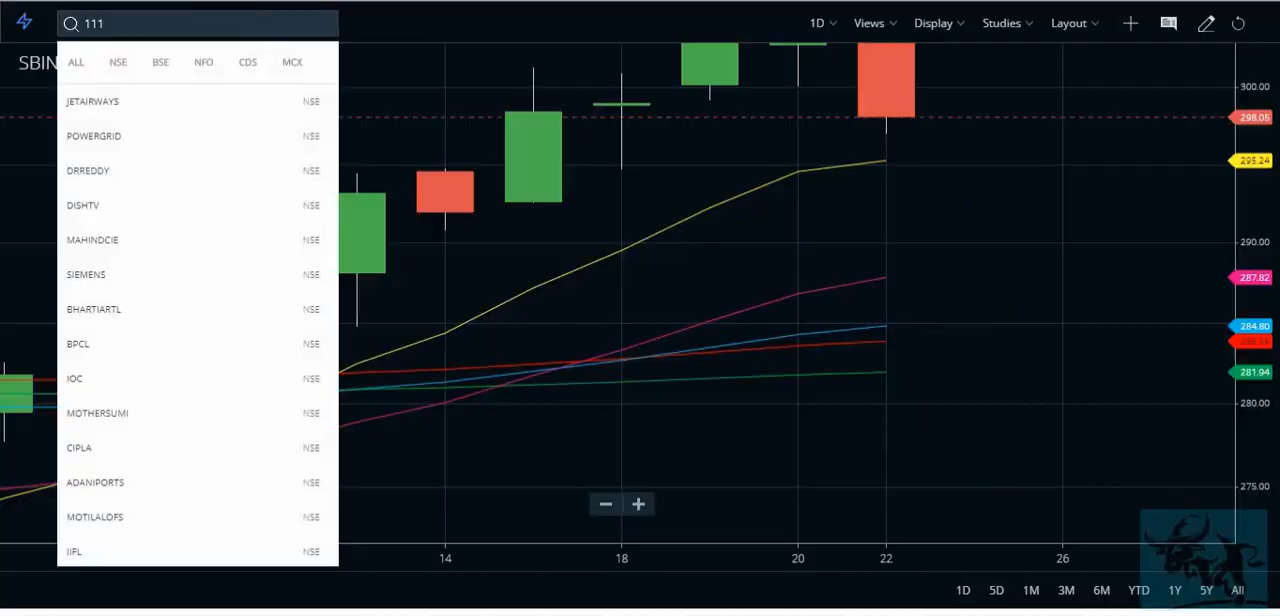 111
1D Views Display Studies Layout
SBIN
ALL NSE BSE NFO CDS MCX
JETAIRWAYS NSE
POWERGRID NSE
DRREDDY NSE
DISHTV NSE
MAHINDCIE NSE
SIEMENS NSE
BHARTIARTL NSE
BPCL NSE
IOC NSE
MOTHERSUMI NSE
CIPLA NSE
ADANIPORTS NSE
MOTILALOFS NSE
IIFL NSE
300.00
298.05
295.24
290.00
287.82
284.80
281.94
280.00
275.00
14 18 20 22 26
1D 5D 1M 3M 6M YTD 1Y 5Y All